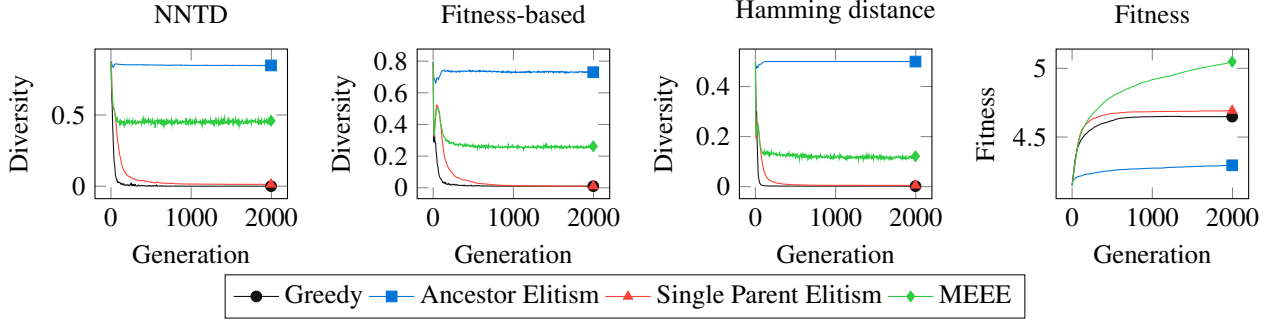 NNTD
Fitness-based
Hamming distance
Fitness
Diversity
0.5
0
0
1000
2000
Generation
Diversity
0.8
0.6
0.4
0.2
0
0
1000
2000
Generation
Diversity
0.4
0.2
0
0
1000
2000
Generation
Fitness
5
4.5
0
1000
2000
Generation
Greedy
Ancestor Elitism
Single Parent Elitism
MEEE